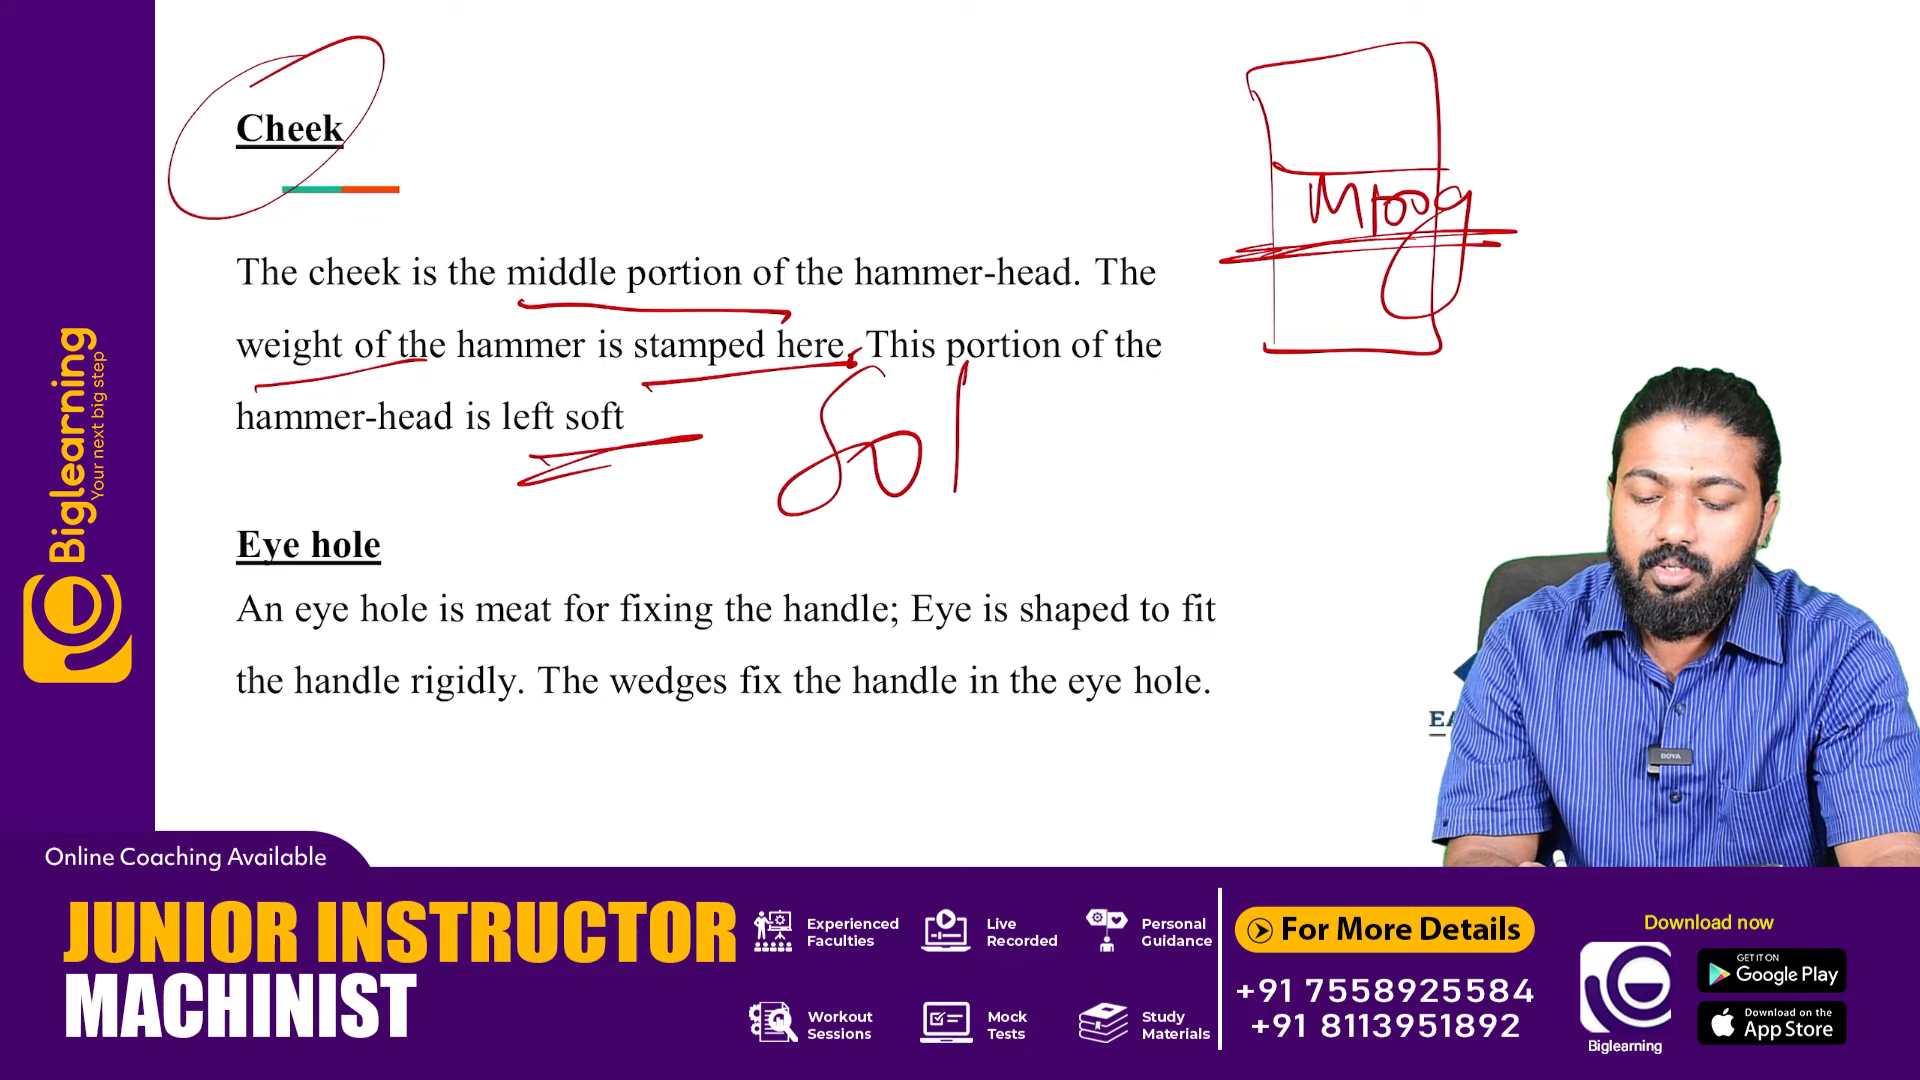 Cheek
The cheek is the middle portion of the hammer-head. The
weight of the hammer is stamped here. This portion of the
hammer-head is left soft
Eye hole
An eye hole is meat for fixing the handle; Eye is shaped to fit
the handle rigidly. The wedges fix the handle in the eye hole.
Biglearning
Your next big step
BOYA
Online Coaching Available
JUNIOR INSTRUCTOR
MACHINIST
Experienced
Faculties
Live
Recorded
Personal
Guidance
Workout
Sessions
Mock
Tests
Study
Materials
For More Details
+91 7558925584
+91 8113951892
Download now
Biglearning
GET IT ON
Google Play
Download on the
App Store